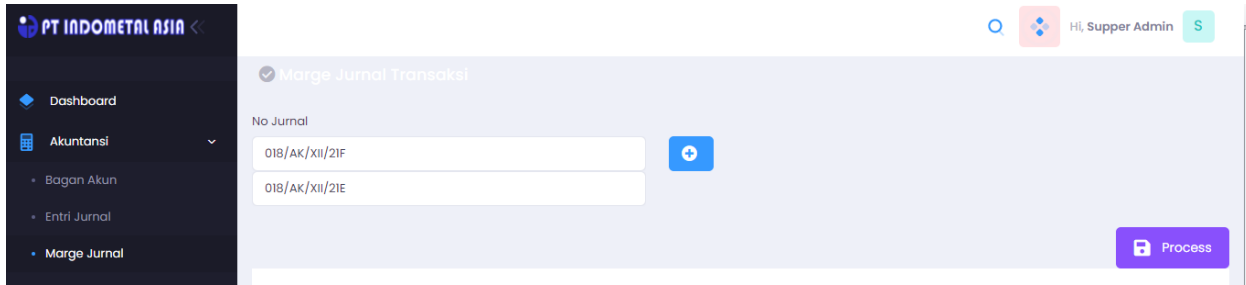 PT INDOMETAL ASIA
Hi, Supper Admin S
Marge Jurnal Transaksi
Dashboard
No Jurnal
Akuntansi
018/AK/XII/21F
Bagan Akun
018/AK/XII/21E
Entri Jurnal
Marge Jurnal
Process